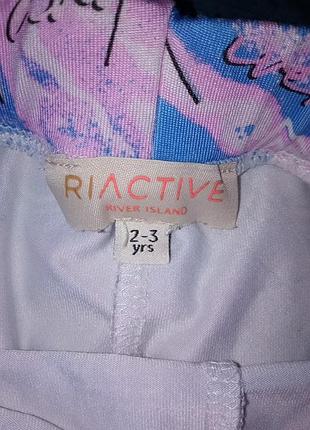 RIACTIVE
RIVER ISLAND
2-3
yrs